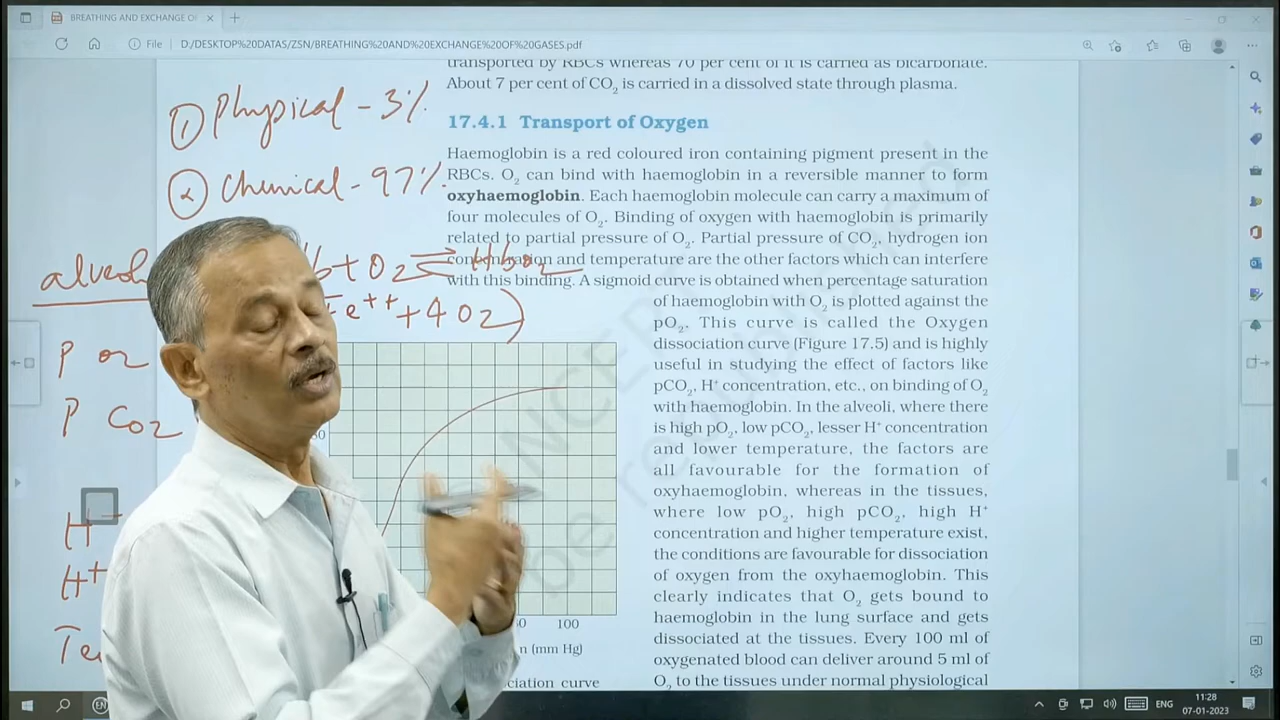 BREATHING AND EXCHANGE OF
File D:/DESKTOP%20DATAS/ZSN/BREATHING%20AND%20EXCHANGE%20OF%20GASES.pdf
transported by RBCs whereas 70 per cent of it is carried as bicarbonate.
About 7 per cent of CO₂ is carried in a dissolved state through plasma.
① Physical - 3%
② Chemical - 97%
17.4.1 Transport of Oxygen
Haemoglobin is a red coloured iron containing pigment present in the
RBCs. O₂ can bind with haemoglobin in a reversible manner to form
oxyhaemoglobin. Each haemoglobin molecule can carry a maximum of
four molecules of O₂. Binding of oxygen with haemoglobin is primarily
related to partial pressure of O₂. Partial pressure of CO₂, hydrogen ion
concentration and temperature are the other factors which can interfere
with this binding. A sigmoid curve is obtained when percentage saturation
of haemoglobin with O₂ is plotted against the
pO₂. This curve is called the Oxygen
dissociation curve (Figure 17.5) and is highly
useful in studying the effect of factors like
pCO₂, H⁺ concentration, etc., on binding of O₂
with haemoglobin. In the alveoli, where there
is high pO₂, low pCO₂, lesser H⁺ concentration
and lower temperature, the factors are
all favourable for the formation of
oxyhaemoglobin, whereas in the tissues,
where low pO₂, high pCO₂, high H⁺
concentration and higher temperature exist,
the conditions are favourable for dissociation
of oxygen from the oxyhaemoglobin. This
clearly indicates that O₂ gets bound to
haemoglobin in the lung surface and gets
dissociated at the tissues. Every 100 ml of
oxygenated blood can deliver around 5 ml of
O₂ to the tissues under normal physiological
alveol
b + O₂ ⇌ HbO₂
e⁺⁺ + 4O₂)
P O₂
P CO₂
H
H⁺
Te
100
(mm Hg)
curve
NCERT
be republished
ENG
11:28
07-01-2023